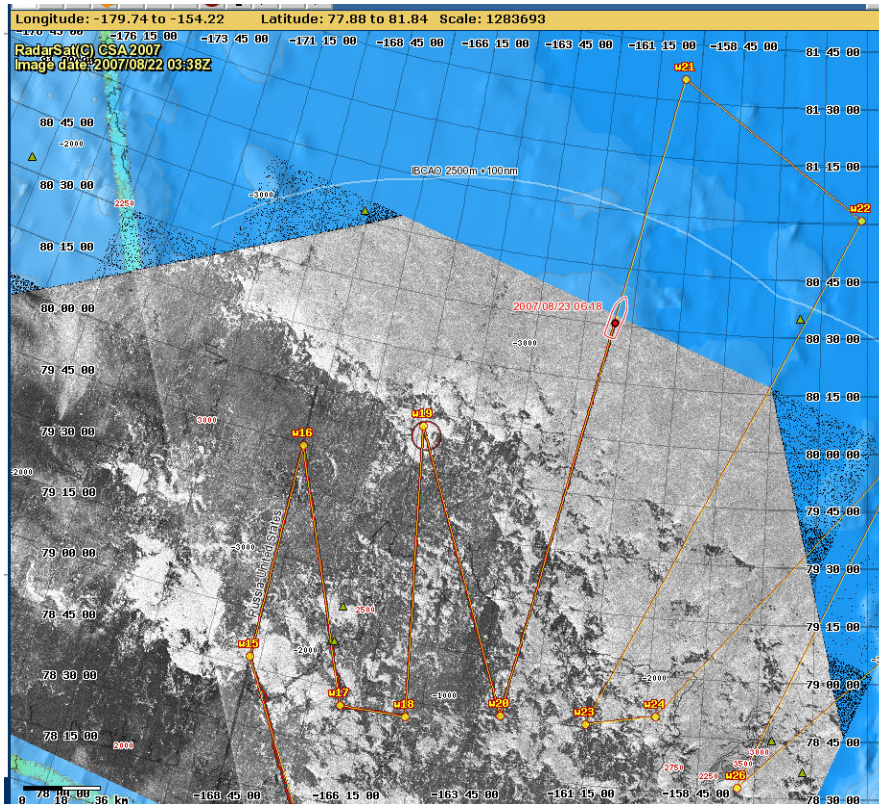 Longitude: -179.74 to -154.22 Latitude: 77.88 to 81.84 Scale: 1283693
-173 45 00
-171 15 00
-168 45 00
-166 15 00
-163 45 00
-161 15 00
-158 45 00
RadarSat(C) CSA 2007
Image date: 2007/08/22 03:38Z
w21
81 45 00
81 30 00
80 45 00
-2000
80 30 00
IBCAO 2500m +100nm
81 15 00
2250
-3000
w22
80 15 00
80 45 00
80 00 00
2007/08/23 06:18
80 30 00
-3000
79 45 00
80 15 00
w19
3000
79 30 00
w16
80 00 00
-2000
79 15 00
79 45 00
79 00 00
-3000
Russia-United States
79 30 00
78 45 00
2500
79 15 00
w15
-2000
78 30 00
-2000
79 00 00
w17
-1000
w18
w20
w23
w24
78 15 00
2000
78 45 00
3000
2750
2250
3500
w26
-168 45 00
-166 15 00
-163 45 00
-161 15 00
-158 45 00
78 30 00
0 18 36 km